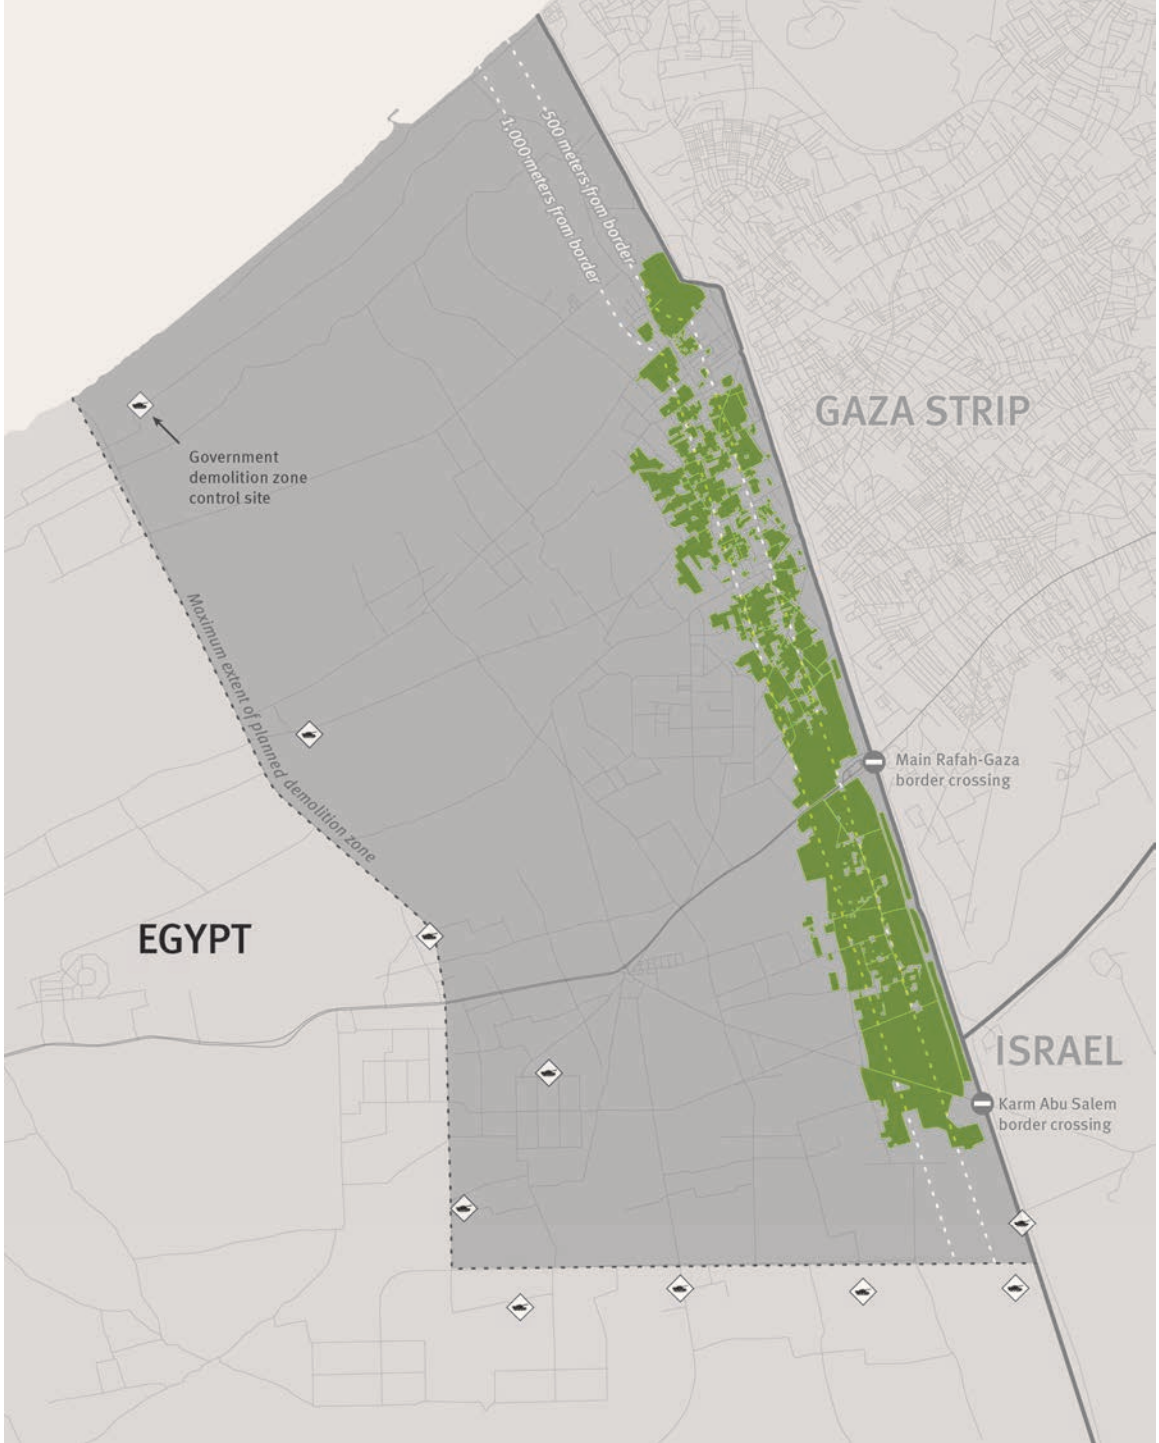 500 meters from border
1,000 meters from border
GAZA STRIP
Government
demolition zone
control site
Maximum extent of planned demolition zone
Main Rafah-Gaza
border crossing
EGYPT
ISRAEL
Karm Abu Salem
border crossing